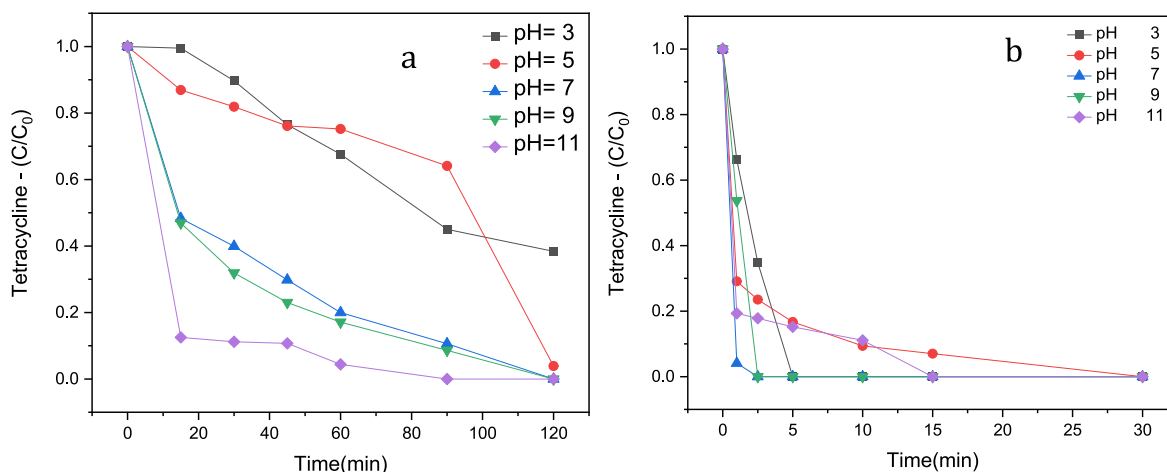 a
pH= 3
pH= 5
pH= 7
pH= 9
pH=11
1.0
0.8
0.6
0.4
0.2
0.0
Tetracycline - (C/C₀)
0 20 40 60 80 100 120
Time(min)
b
pH 3
pH 5
pH 7
pH 9
pH 11
1.0
0.8
0.6
0.4
0.2
0.0
Tetracycline - (C/C₀)
0 5 10 15 20 25 30
Time(min)